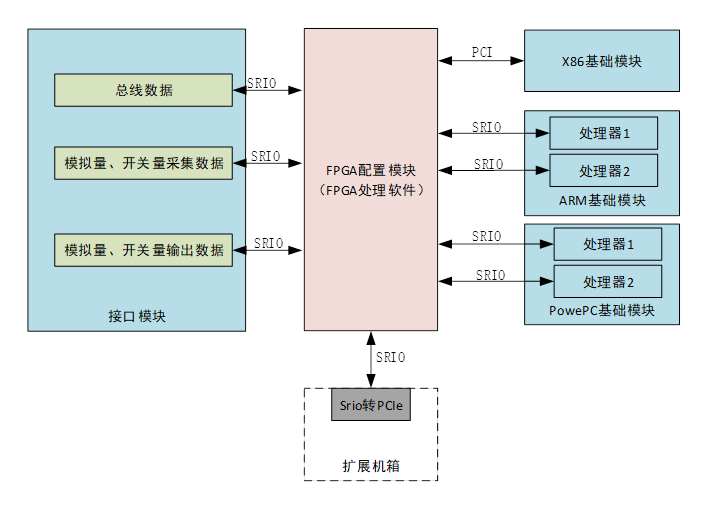 总线数据
SRIO
模拟量、开关量采集数据
SRIO
模拟量、开关量输出数据
SRIO
接口模块
FPGA配置模块
（FPGA处理软件）
PCI
X86基础模块
SRIO
处理器1
SRIO
处理器2
ARM基础模块
SRIO
处理器1
SRIO
处理器2
PowePC基础模块
SRIO
Srio转PCIe
扩展机箱